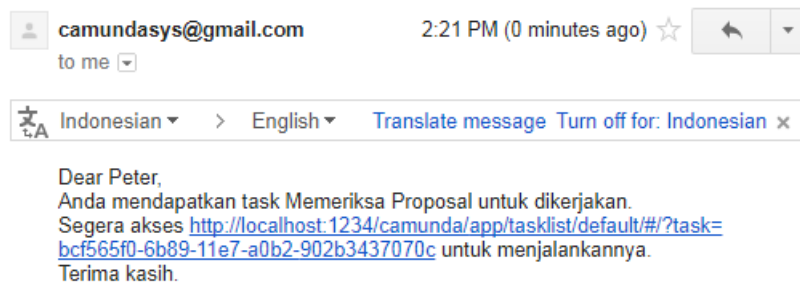 camundasys@gmail.com 2:21 PM (0 minutes ago)
to me
Indonesian > English Translate message Turn off for: Indonesian x
Dear Peter,
Anda mendapatkan task Memeriksa Proposal untuk dikerjakan.
Segera akses http://localhost:1234/camunda/app/tasklist/default/#/?task=
bcf565f0-6b89-11e7-a0b2-902b3437070c untuk menjalankannya.
Terima kasih.